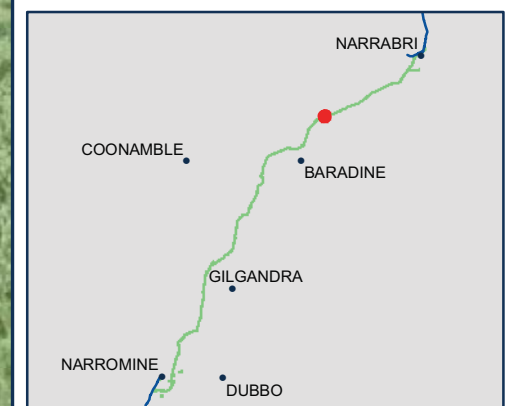 NARRABRI
COONAMBLE
BARADINE
GILGANDRA
NARROMINE
DUBBO